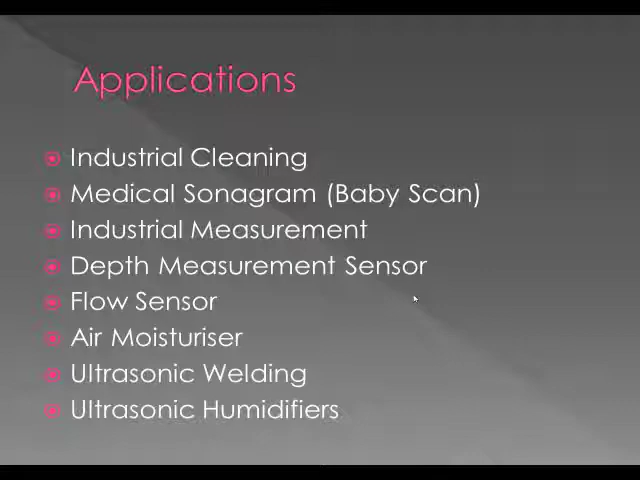 Applications
Industrial Cleaning
Medical Sonagram (Baby Scan)
Industrial Measurement
Depth Measurement Sensor
Flow Sensor
Air Moisturiser
Ultrasonic Welding
Ultrasonic Humidifiers